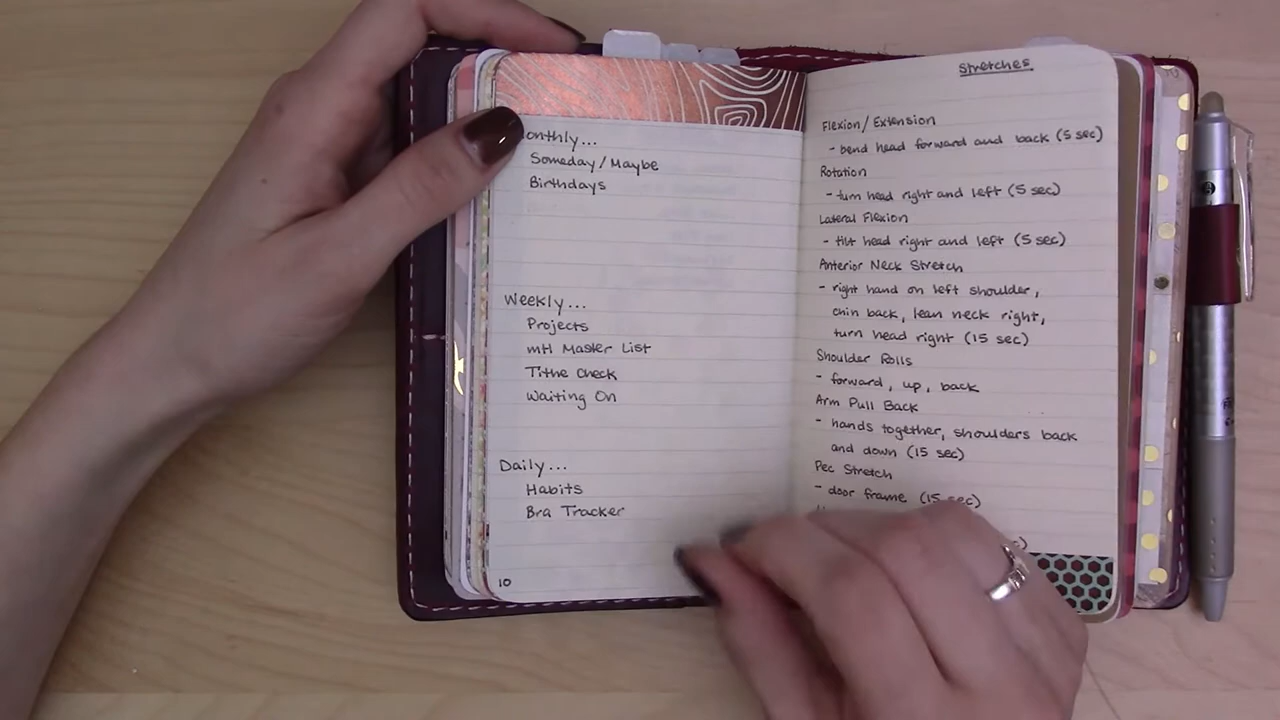 onthly...
Someday/Maybe
Birthdays
Weekly...
Projects
mtl Master List
Tithe Check
Waiting On
Daily...
Habits
Bra Tracker
10
Stretches
Flexion/Extension
- bend head forward and back (5 sec)
Rotation
- turn head right and left (5 sec)
Lateral Flexion
- tilt head right and left (5 sec)
Anterior Neck Stretch
- right hand on left shoulder,
chin back, lean neck right,
turn head right (15 sec)
Shoulder Rolls
- forward, up, back
Arm Pull Back
- hands together, shoulders back
and down (15 sec)
Pec Stretch
- door frame (15 sec)